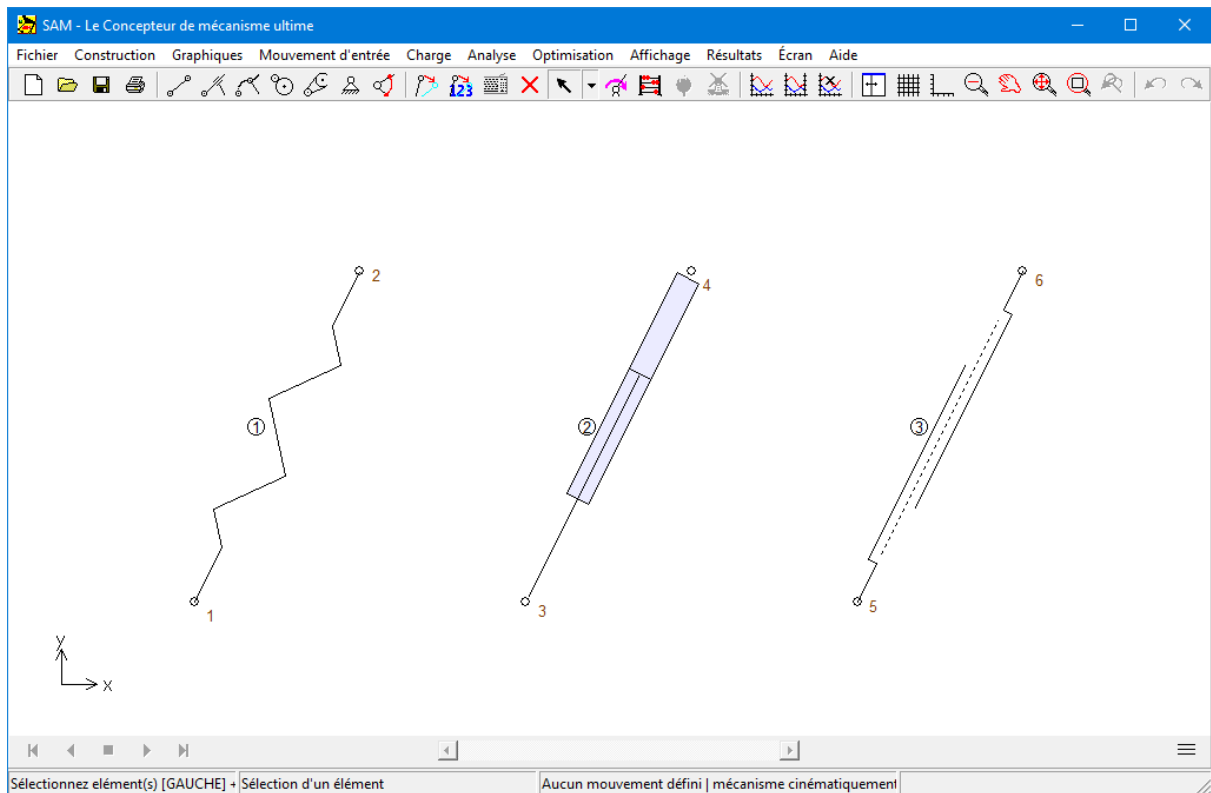 SAM - Le Concepteur de mécanisme ultime
Fichier Construction Graphiques Mouvement d'entrée Charge Analyse Optimisation Affichage Résultats Écran Aide
123
2
4
6
1
2
3
1
3
5
y
x
Sélectionnez elément(s) [GAUCHE] + Sélection d'un élément Aucun mouvement défini | mécanisme cinématiquement